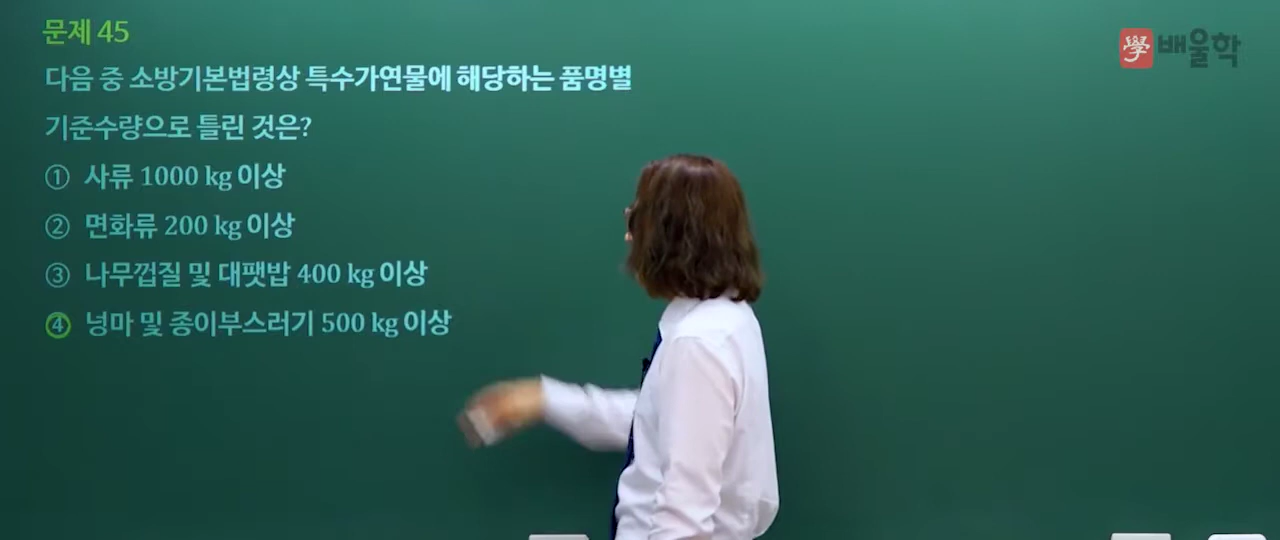 문제 45
다음 중 소방기본법령상 특수가연물에 해당하는 품명별
기준수량으로 틀린 것은?
① 사류 1000 kg 이상
② 면화류 200 kg 이상
③ 나무껍질 및 대팻밥 400 kg 이상
④ 넝마 및 종이부스러기 500 kg 이상
學 배울학